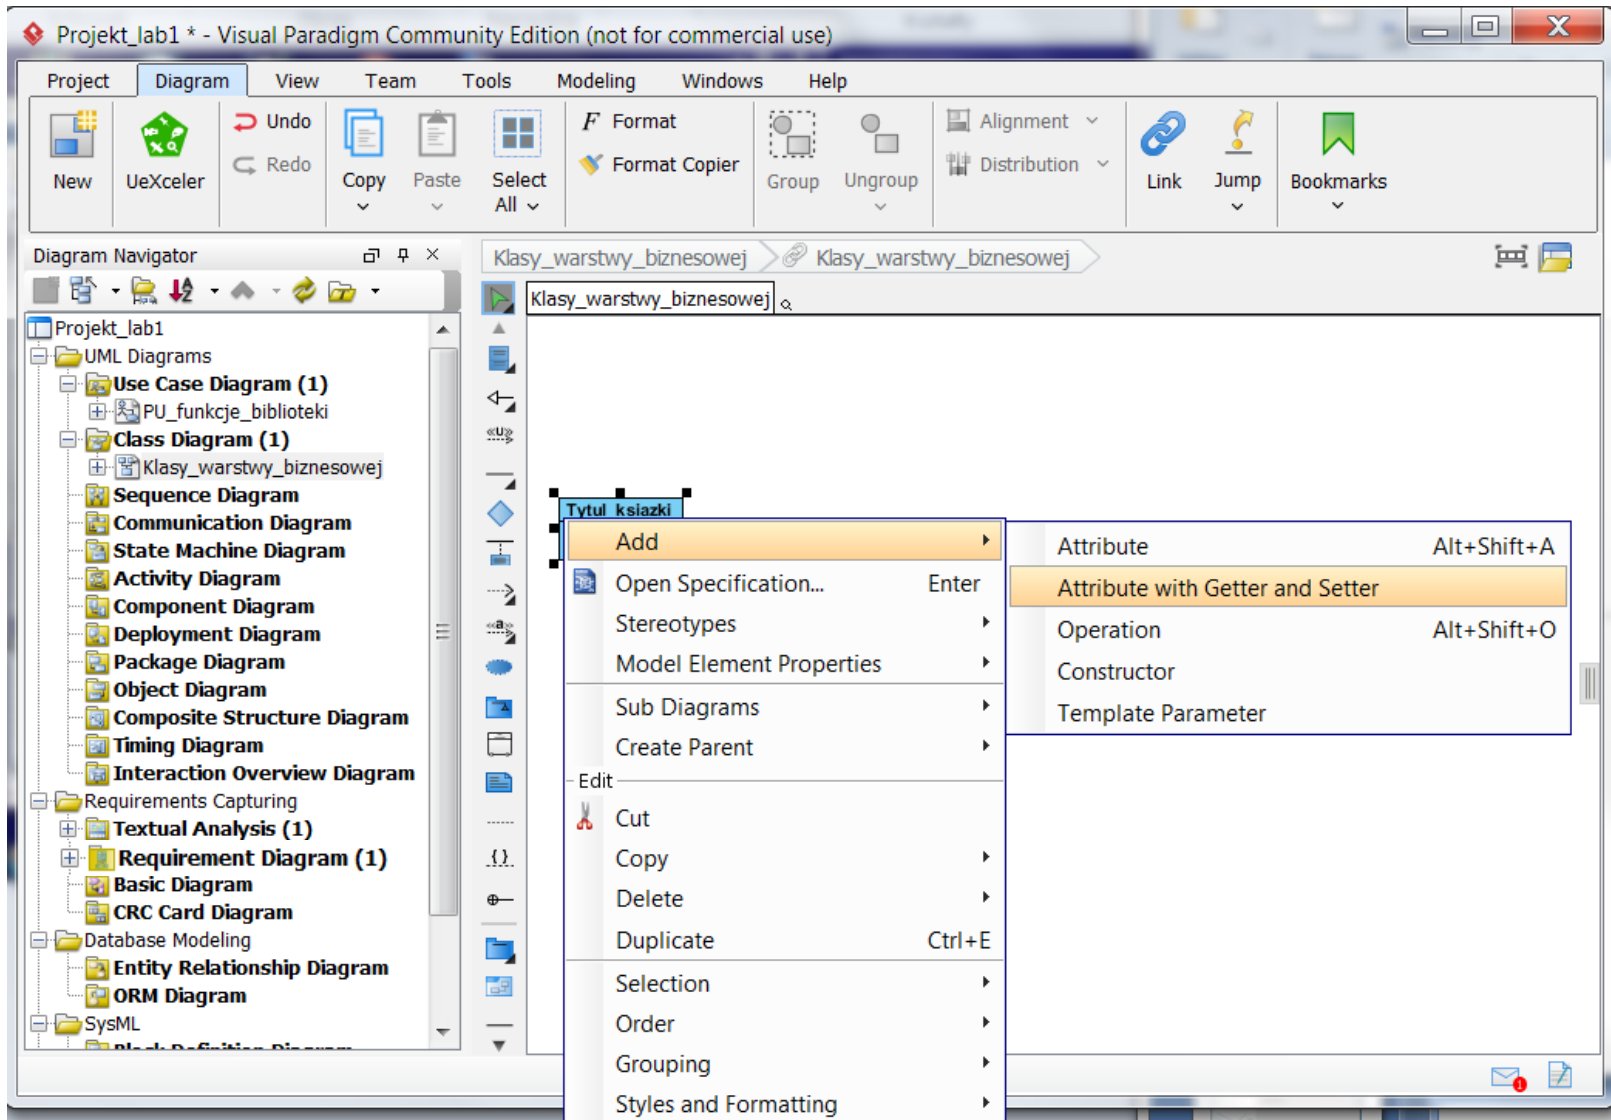 Projekt_lab1 * - Visual Paradigm Community Edition (not for commercial use)
Project Diagram View Team Tools Modeling Windows Help
New
UeXceler
Undo
Redo
Copy
Paste
Select
All
F Format
Format Copier
Group
Ungroup
Alignment
Distribution
Link
Jump
Bookmarks
Diagram Navigator
Projekt_lab1
UML Diagrams
Use Case Diagram (1)
PU_funkcje_biblioteki
Class Diagram (1)
Klasy_warstwy_biznesowej
Sequence Diagram
Communication Diagram
State Machine Diagram
Activity Diagram
Component Diagram
Deployment Diagram
Package Diagram
Object Diagram
Composite Structure Diagram
Timing Diagram
Interaction Overview Diagram
Requirements Capturing
Textual Analysis (1)
Requirement Diagram (1)
Basic Diagram
CRC Card Diagram
Database Modeling
Entity Relationship Diagram
ORM Diagram
SysML
Block Definition Diagram
Klasy_warstwy_biznesowej Klasy_warstwy_biznesowej
Klasy_warstwy_biznesowej
<<U>>
<<a>>
{}
Tytul_ksiazki
Add
Open Specification... Enter
Stereotypes
Model Element Properties
Sub Diagrams
Create Parent
Edit
Cut
Copy
Delete
Duplicate Ctrl+E
Selection
Order
Grouping
Styles and Formatting
Attribute Alt+Shift+A
Attribute with Getter and Setter
Operation Alt+Shift+O
Constructor
Template Parameter
1